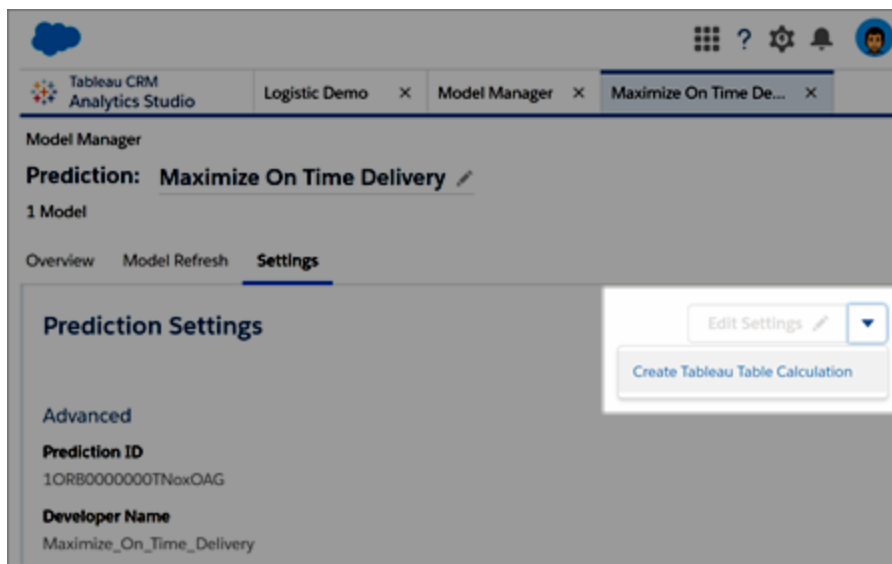 Tableau CRM
Analytics Studio
Logistic Demo
Model Manager
Maximize On Time De...
Model Manager
Prediction: Maximize On Time Delivery
1 Model
Overview Model Refresh Settings
Prediction Settings
Edit Settings
Create Tableau Table Calculation
Advanced
Prediction ID
1ORB0000000TNoxOAG
Developer Name
Maximize_On_Time_Delivery